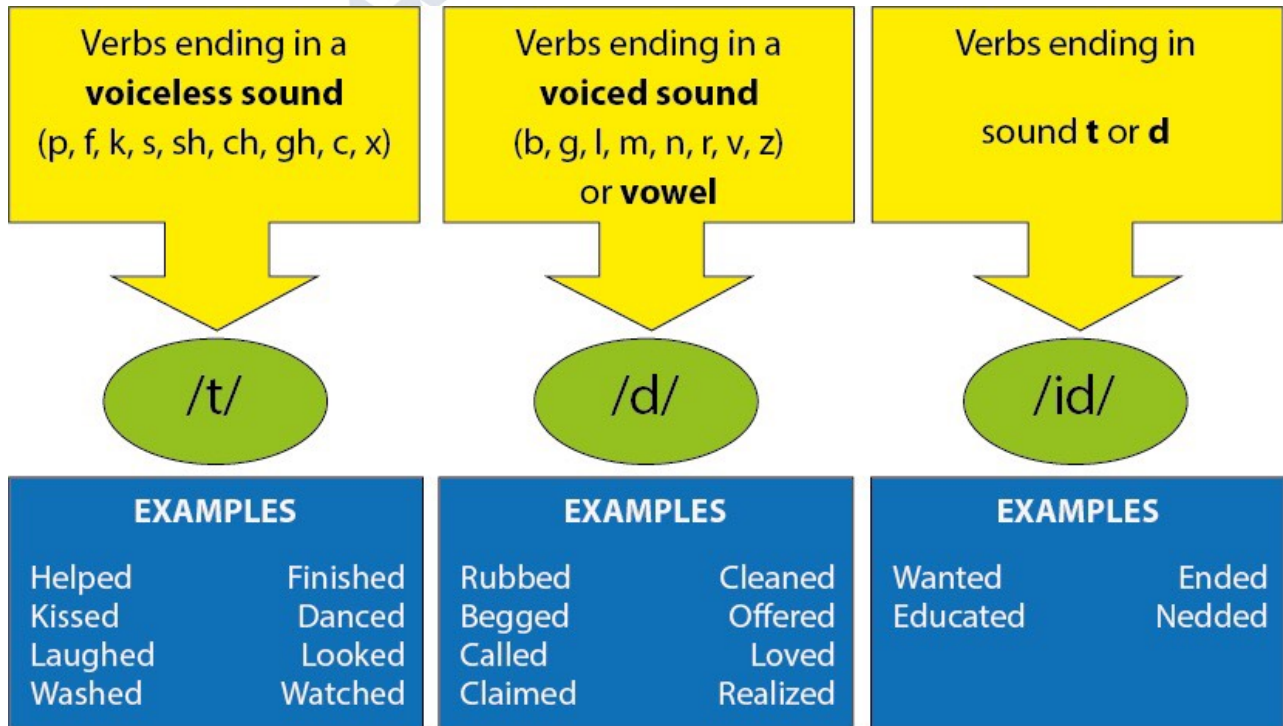 Verbs ending in a
voiceless sound
(p, f, k, s, sh, ch, gh, c, x)
/t/
EXAMPLES
Helped Finished
Kissed Danced
Laughed Looked
Washed Watched
Verbs ending in a
voiced sound
(b, g, l, m, n, r, v, z)
or vowel
/d/
EXAMPLES
Rubbed Cleaned
Begged Offered
Called Loved
Claimed Realized
Verbs ending in
sound t or d
/id/
EXAMPLES
Wanted Ended
Educated Nedded